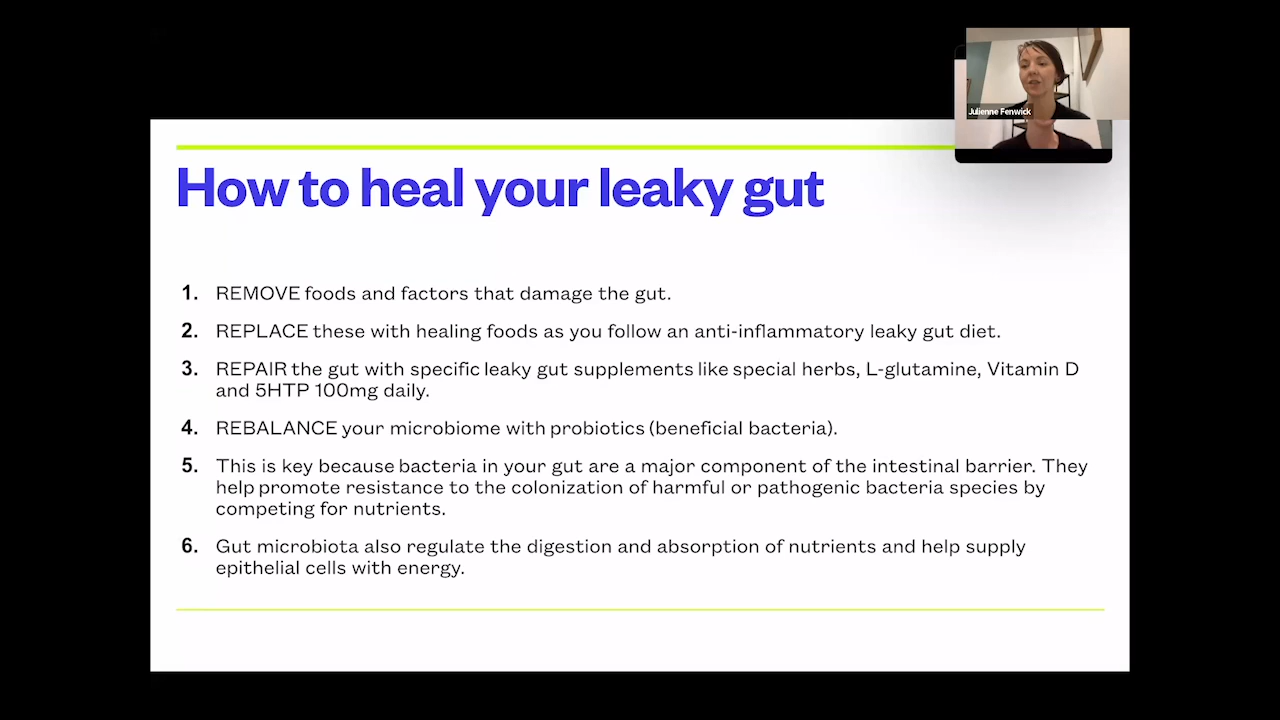 Julienne Fenwick
How to heal your leaky gut
1. REMOVE foods and factors that damage the gut.
2. REPLACE these with healing foods as you follow an anti-inflammatory leaky gut diet.
3. REPAIR the gut with specific leaky gut supplements like special herbs, L-glutamine, Vitamin D
and 5HTP 100mg daily.
4. REBALANCE your microbiome with probiotics (beneficial bacteria).
5. This is key because bacteria in your gut are a major component of the intestinal barrier. They
help promote resistance to the colonization of harmful or pathogenic bacteria species by
competing for nutrients.
6. Gut microbiota also regulate the digestion and absorption of nutrients and help supply
epithelial cells with energy.